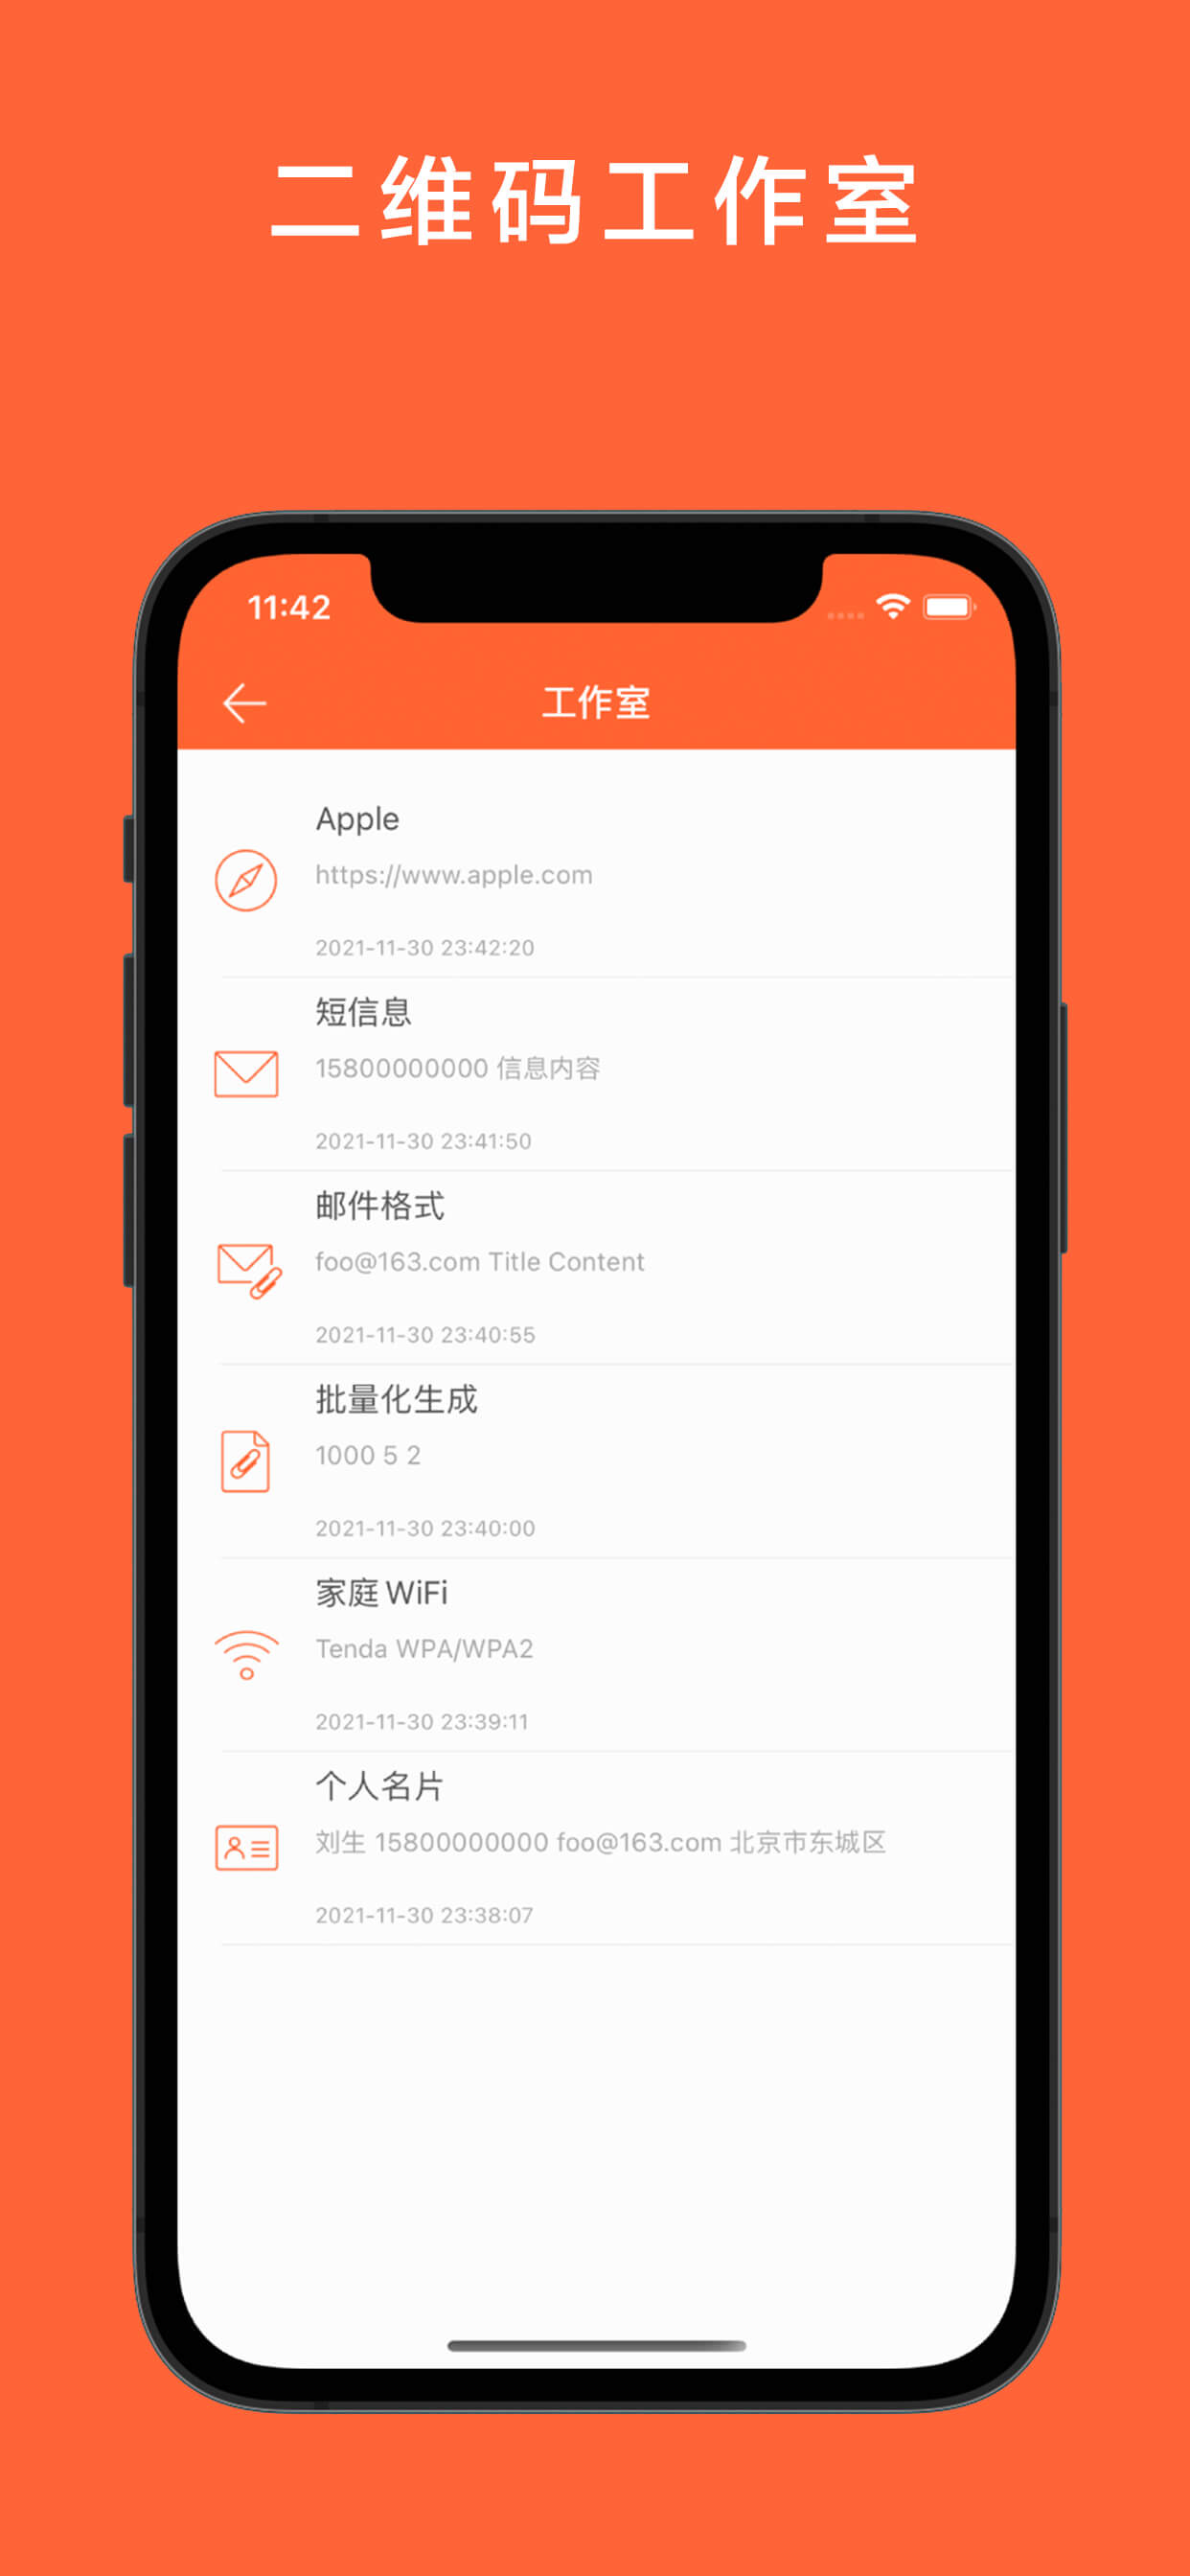 二维码工作室
11:42
工作室
Apple
https://www.apple.com
2021-11-30 23:42:20
短信息
15800000000 信息内容
2021-11-30 23:41:50
邮件格式
foo@163.com Title Content
2021-11-30 23:40:55
批量化生成
1000 5 2
2021-11-30 23:40:00
家庭WiFi
Tenda WPA/WPA2
2021-11-30 23:39:11
个人名片
刘生 15800000000 foo@163.com 北京市东城区
2021-11-30 23:38:07